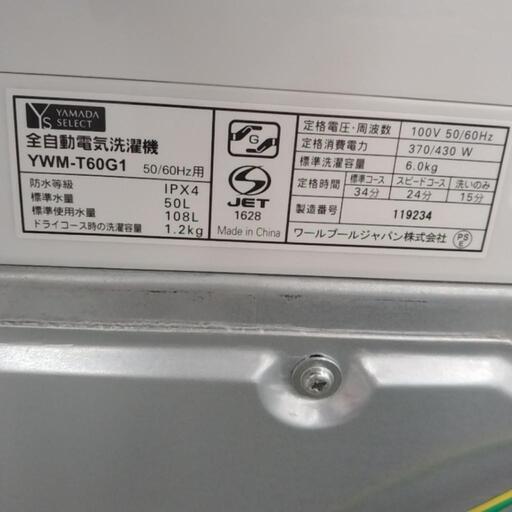 YS YAMADA SELECT
全自動電気洗濯機
YWM-T60G1 50/60Hz用
防水等級 IPX4
標準水量 50L
標準使用水量 108L
ドライコース時の洗濯容量 1.2kg
G
S
JET
1628
Made in China
定格電圧・周波数 100V 50/60Hz
定格消費電力 370/430 W
標準洗濯容量 6.0kg
定格時間 標準コース スピードコース 洗いのみ
34分 24分 15分
製造番号 119234
ワールプールジャパン株式会社 PSE